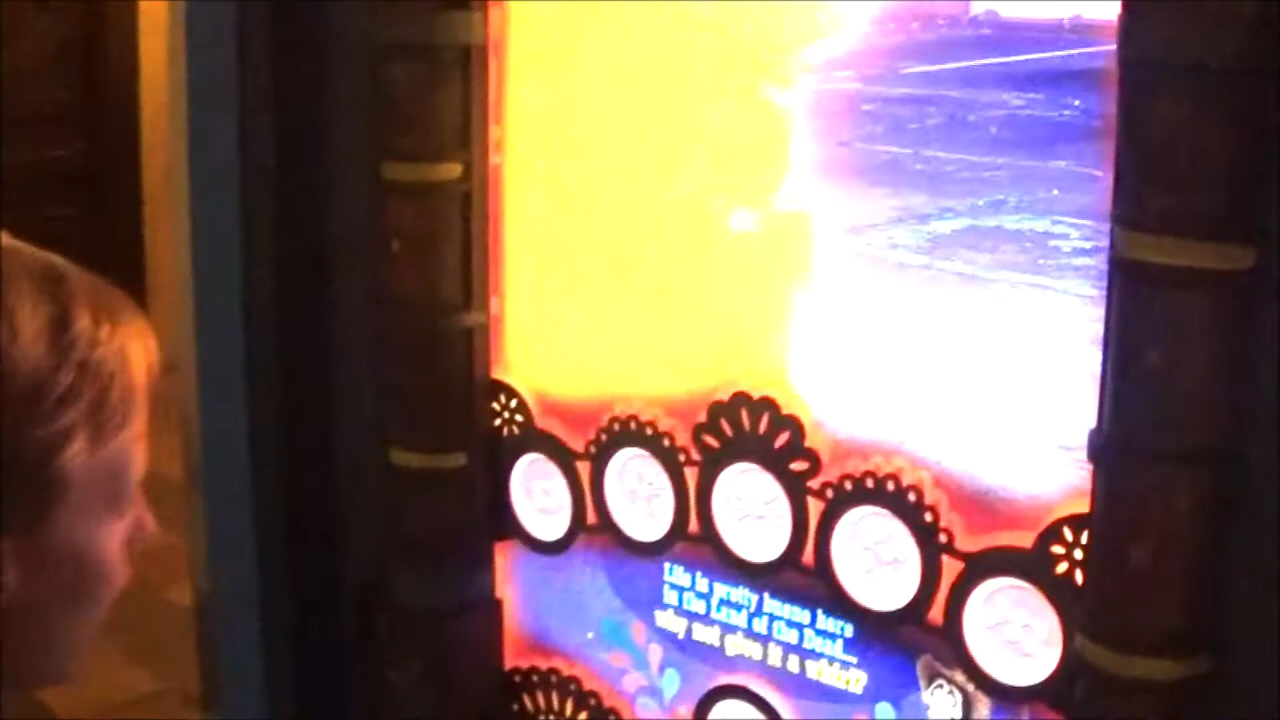 Life is pretty bueno here
in the Land of the Dead...
why not give it a whirl?